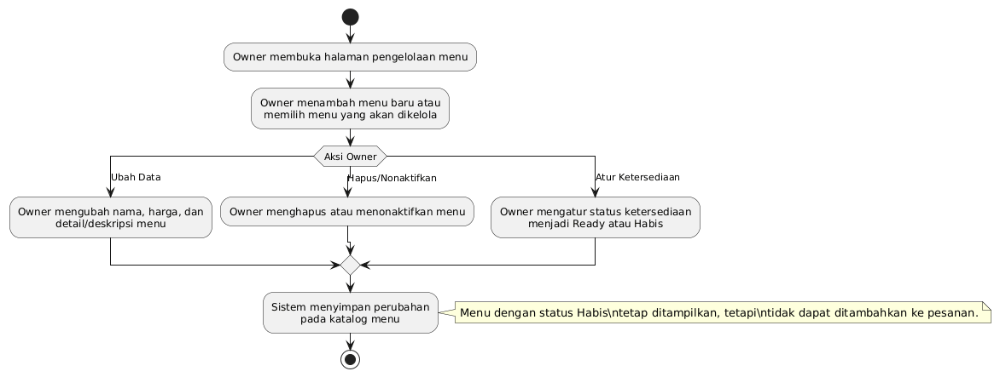 Owner membuka halaman pengelolaan menu
Owner menambah menu baru atau
memilih menu yang akan dikelola
Aksi Owner
Ubah Data
Hapus/Nonaktifkan
Atur Ketersediaan
Owner mengubah nama, harga, dan
detail/deskripsi menu
Owner menghapus atau menonaktifkan menu
Owner mengatur status ketersediaan
menjadi Ready atau Habis
Sistem menyimpan perubahan
pada katalog menu
Menu dengan status Habis\ntetap ditampilkan, tetapi\ntidak dapat ditambahkan ke pesanan.